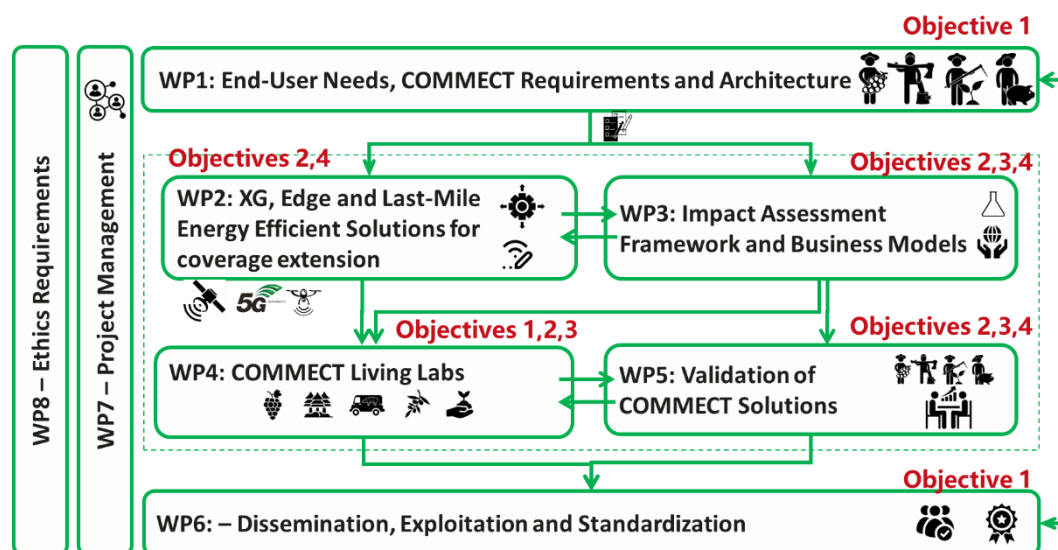 Objective 1
WP8 – Ethics Requirements
WP7 – Project Management
WP1: End-User Needs, COMMECT Requirements and Architecture
Objectives 2,4
Objectives 2,3,4
WP2: XG, Edge and Last-Mile
Energy Efficient Solutions for
coverage extension
WP3: Impact Assessment
Framework and Business Models
5G
Objectives 1,2,3
Objectives 2,3,4
WP4: COMMECT Living Labs
WP5: Validation of
COMMECT Solutions
Objective 1
WP6: – Dissemination, Exploitation and Standardization